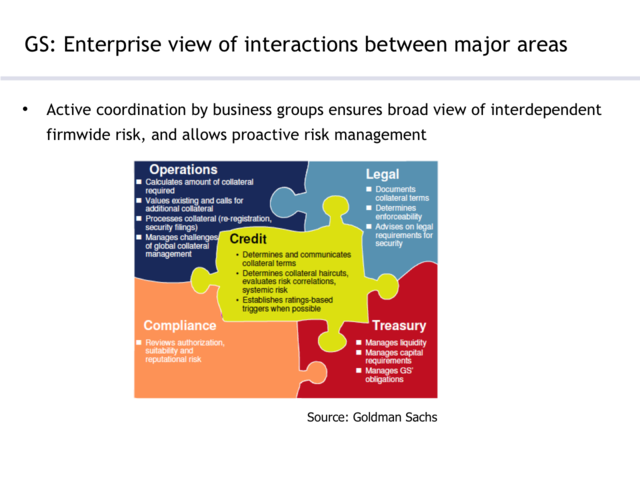 GS: Enterprise view of interactions between major areas
• Active coordination by business groups ensures broad view of interdependent
firmwide risk, and allows proactive risk management
Operations
■ Calculates amount of collateral
required
■ Values existing and calls for
additional collateral
■ Processes collateral (re-registration,
security filings)
■ Manages challenges
of global collateral
management
Legal
■ Documents
collateral terms
■ Determines
enforceability
■ Advises on legal
requirements for
security
Credit
• Determines and communicates
collateral terms
• Determines collateral haircuts,
evaluates risk correlations,
systemic risk
• Establishes ratings-based
triggers when possible
Compliance
■ Reviews authorization,
suitability and
reputational risk
Treasury
■ Manages liquidity
■ Manages capital
requirements
■ Manages GS'
obligations
Source: Goldman Sachs